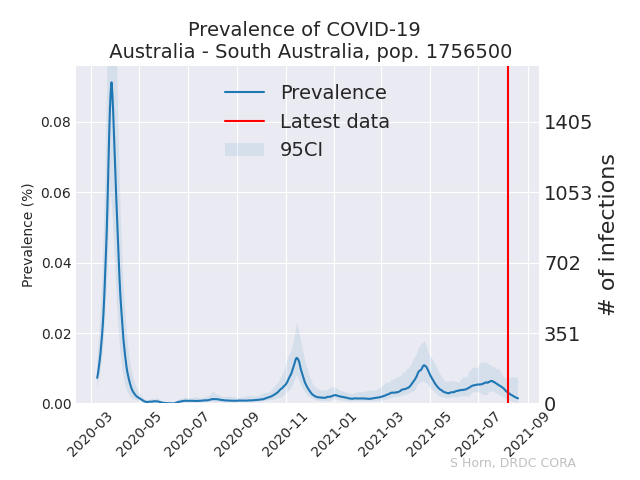 Prevalence of COVID-19
Australia - South Australia, pop. 1756500
Prevalence
Latest data
95CI
Prevalence (%)
0.08
0.06
0.04
0.02
0.00
1405
1053
702
351
0
# of infections
2020-03
2020-05
2020-07
2020-09
2020-11
2021-01
2021-03
2021-05
2021-07
2021-09
S Horn, DRDC CORA